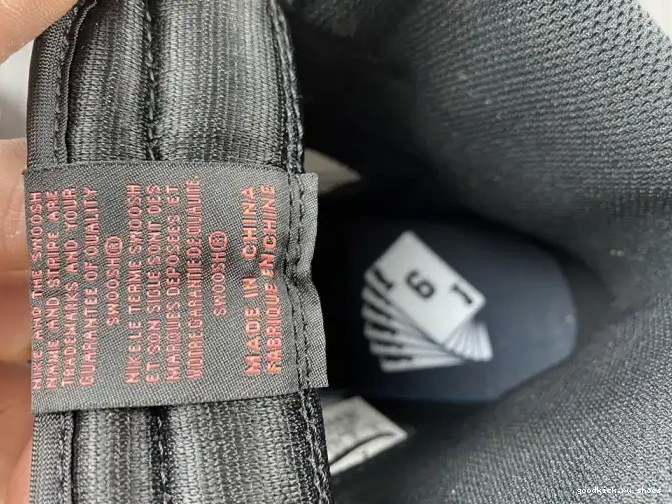 NIKE AND THE SWOOSH
NAME AND STRIPE ARE
TRADEMARKS AND YOUR
GUARANTEE OF QUALITY
SWOOSH®
NIKE LE TERME SWOOSH
ET SON SIGLE SONT DES
MARQUES DEPOSEES ET
VOTRE GARANTIE DE QUALITE
SWOOSH®
MADE IN CHINA
FABRIQUE EN CHINE
6